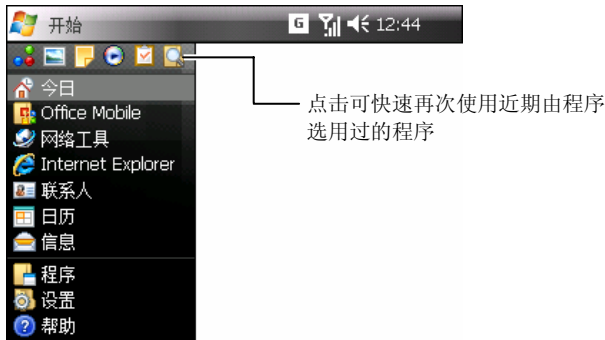 开始 G 12:44
今日
Office Mobile
网络工具
Internet Explorer
联系人
日历
信息
程序
设置
帮助
点击可快速再次使用近期由程序
选用过的程序